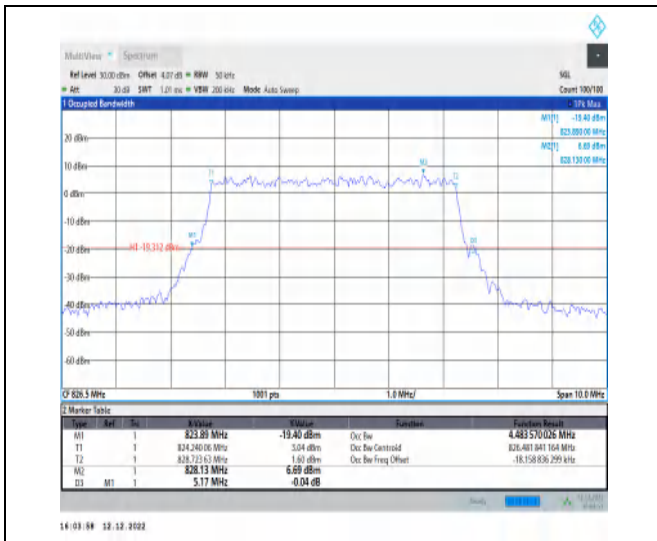 MultiView Spectrum
Ref Level 30.00 dBm Offset 4.07 dB RBW 50 kHz SGL
Att 30 dB SWT 1.01 ms VBW 200 kHz Mode Auto Sweep Count 100/100
1 Occupied Bandwidth 1Pk Max
M1[1] -19.40 dBm
823.890 00 MHz
M2[1] 6.69 dBm
828.130 00 MHz
20 dBm
10 dBm
0 dBm
-10 dBm
-20 dBm
-30 dBm
-40 dBm
-50 dBm
-60 dBm
T1 M2 T2
M1 D3
H1 -19.312 dBm
CF 826.5 MHz 1001 pts 1.0 MHz/ Span 10.0 MHz
2 Marker Table
Type Ref Trc X-Value Y-Value Function Function Result
M1 1 823.89 MHz -19.40 dBm Occ Bw 4.483 570 026 MHz
T1 1 824.240 06 MHz 3.04 dBm Occ Bw Centroid 826.481 841 164 MHz
T2 1 828.723 63 MHz 1.60 dBm Occ Bw Freq Offset -18.158 836 299 kHz
M2 1 828.13 MHz 6.69 dBm
D3 M1 1 5.17 MHz -0.04 dB
Ready
16:03:58 12.12.2022